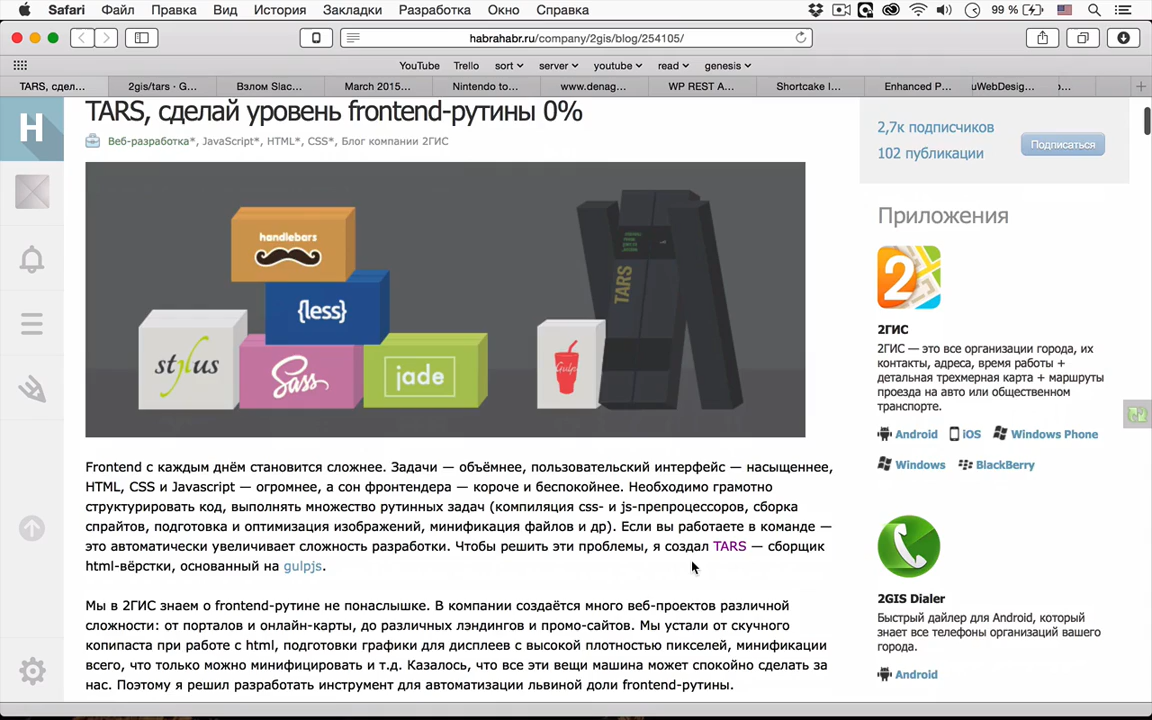 Safari Файл Правка Вид История Закладки Разработка Окно Справка 99 %
habrahabr.ru/company/2gis/blog/254105/
YouTube Trello sort server youtube read genesis
TARS, сдел... 2gis/tars - G... Взлом Slac... March 2015... Nintendo to... www.denag... WP REST A... Shortcake I... Enhanced P... uWebDesig...
TARS, сделай уровень frontend-рутины 0%
Веб-разработка*, JavaScript*, HTML*, CSS*, Блог компании 2ГИС
H
handlebars
{less}
stylus
Sass
jade
Gulp
TARS
Frontend с каждым днём становится сложнее. Задачи — объёмнее, пользовательский интерфейс — насыщеннее,
HTML, CSS и Javascript — огромнее, а сон фронтендера — короче и беспокойнее. Необходимо грамотно
структурировать код, выполнять множество рутинных задач (компиляция css- и js-препроцессоров, сборка
спрайтов, подготовка и оптимизация изображений, минификация файлов и др). Если вы работаете в команде —
это автоматически увеличивает сложность разработки. Чтобы решить эти проблемы, я создал TARS — сборщик
html-вёрстки, основанный на gulpjs.
Мы в 2ГИС знаем о frontend-рутине не понаслышке. В компании создаётся много веб-проектов различной
сложности: от порталов и онлайн-карты, до различных лэндингов и промо-сайтов. Мы устали от скучного
копипаста при работе с html, подготовки графики для дисплеев с высокой плотностью пикселей, минификации
всего, что только можно минифицировать и т.д. Казалось, что все эти вещи машина может спокойно сделать за
нас. Поэтому я решил разработать инструмент для автоматизации львиной доли frontend-рутины.
2,7к подписчиков
102 публикации
Подписаться
Приложения
2
2ГИС
2ГИС — это все организации города, их
контакты, адреса, время работы +
детальная трехмерная карта + маршруты
проезда на авто или общественном
транспорте.
Android iOS Windows Phone
Windows BlackBerry
2GIS Dialer
Быстрый дайлер для Android, который
знает все телефоны организаций вашего
города.
Android